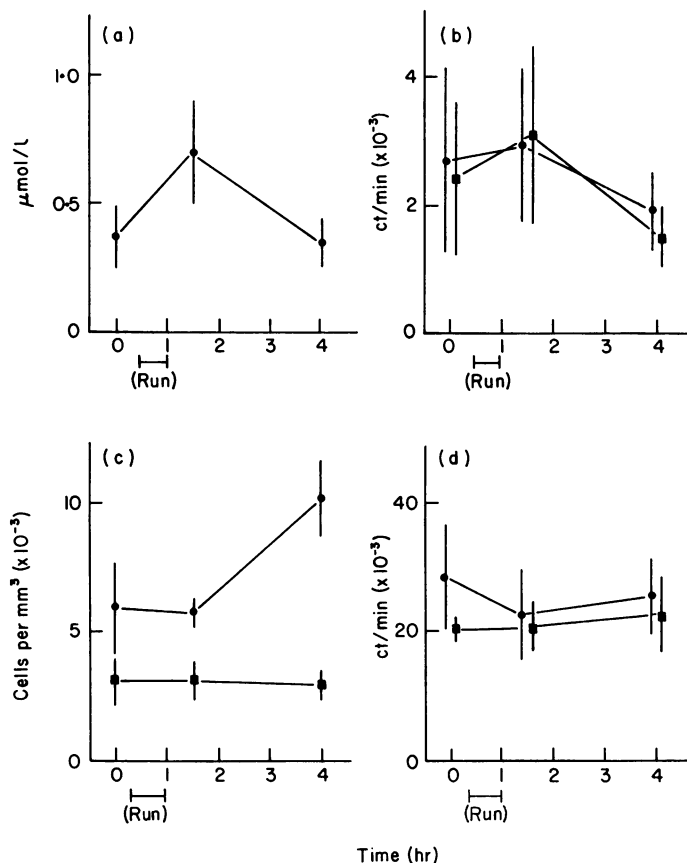 (a)
1·0
0·5
0
μmol/l
0 1 2 3 4
(Run)
(b)
4
2
0
ct/min (x10⁻³)
0 1 2 3 4
(Run)
(c)
10
5
0
Cells per mm³ (x10⁻³)
0 1 2 3 4
(Run)
(d)
40
20
0
ct/min (x10⁻³)
0 1 2 3 4
(Run)
Time (hr)